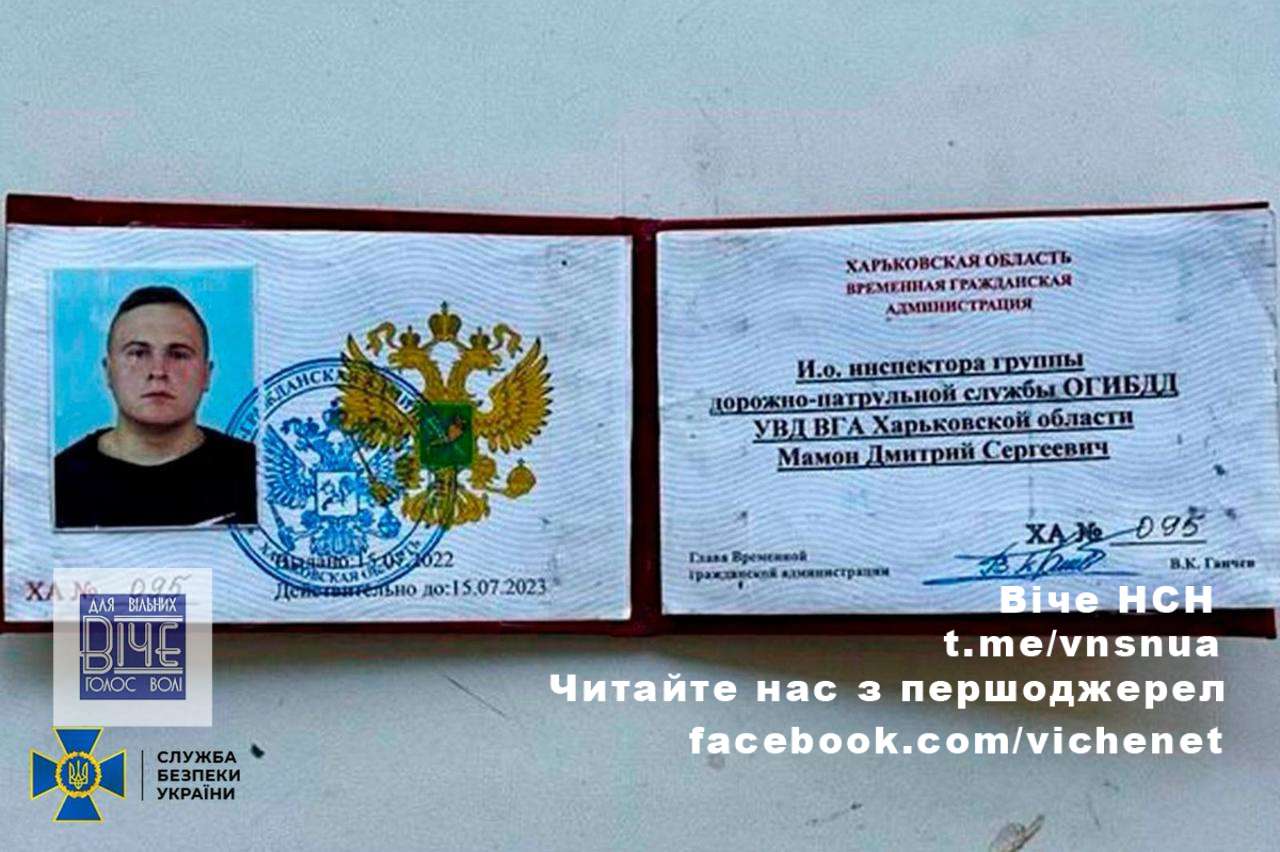 ХАРЬКОВСКАЯ ОБЛАСТЬ
ВРЕМЕННАЯ ГРАЖДАНСКАЯ
АДМИНИСТРАЦИЯ
И.о. инспектора группы
дорожно-патрульной службы ОГИБДД
УВД ВГА Харьковской области
Мамон Дмитрий Сергеевич
ХА № 095
Глава Временной
гражданской администрации
В.К. Ганчев
Выдано:15.07.2022
Действительно до:15.07.2023
ХА № 095
ДЛЯ ВІЛЬНИХ
ВІЧЕ
ГОЛОС ВОЛІ
СЛУЖБА
БЕЗПЕКИ
УКРАЇНИ
Віче НСН
t.me/vnsnua
Читайте нас з першоджерел
facebook.com/vichenet